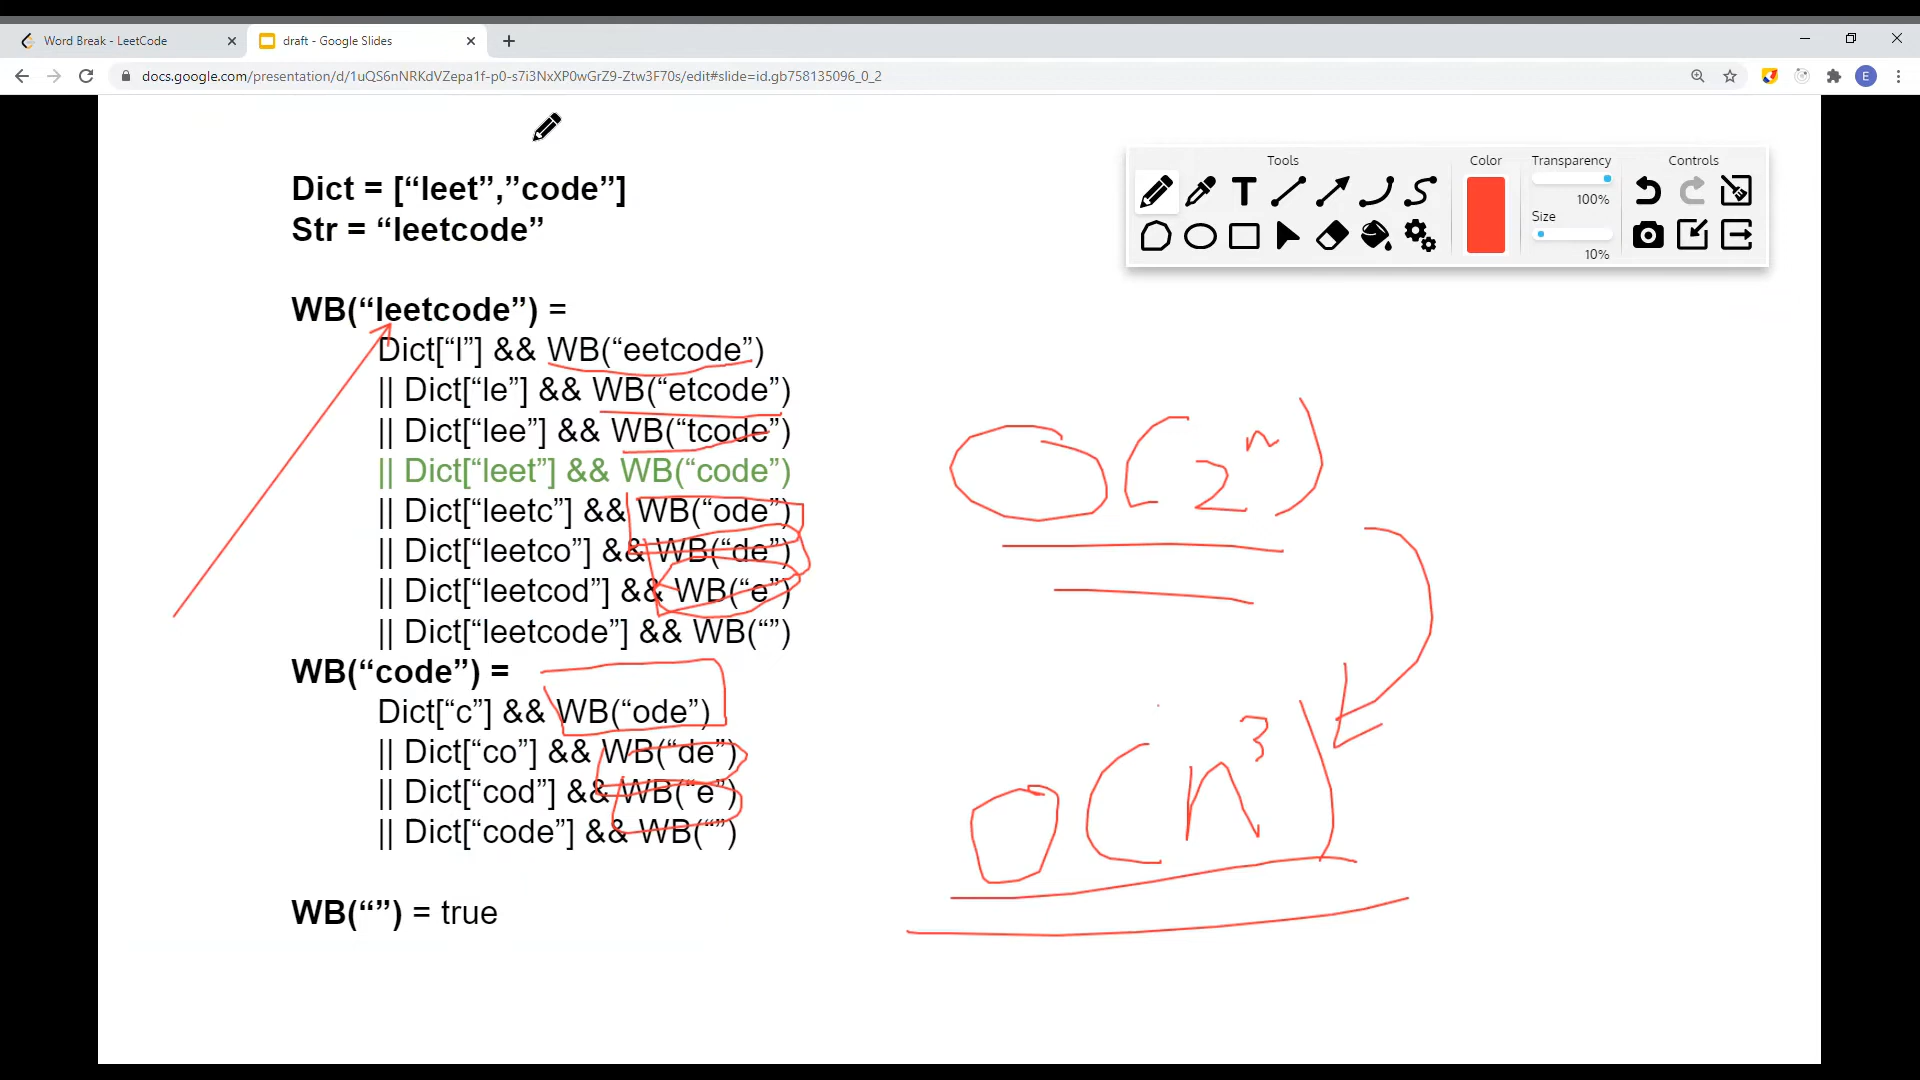 Word Break - LeetCode
draft - Google Slides
docs.google.com/presentation/d/1uQS6nNRKdVZepa1f-p0-s7i3NxXP0wGrZ9-Ztw3F70s/edit#slide=id.gb758135096_0_2
E
Tools
Color
Transparency
Controls
100%
Size
10%
Dict = [“leet”,”code”]
Str = “leetcode”
WB(“leetcode”) =
Dict[“l”] && WB(“eetcode”)
|| Dict[“le”] && WB(“etcode”)
|| Dict[“lee”] && WB(“tcode”)
|| Dict[“leet”] && WB(“code”)
|| Dict[“leetc”] && WB(“ode”)
|| Dict[“leetco”] && WB(“de”)
|| Dict[“leetcod”] && WB(“e”)
|| Dict[“leetcode”] && WB(“”)
WB(“code”) =
Dict[“c”] && WB(“ode”)
|| Dict[“co”] && WB(“de”)
|| Dict[“cod”] && WB(“e”)
|| Dict[“code”] && WB(“”)
WB(“”) = true
O(2^n)
O(n^3)